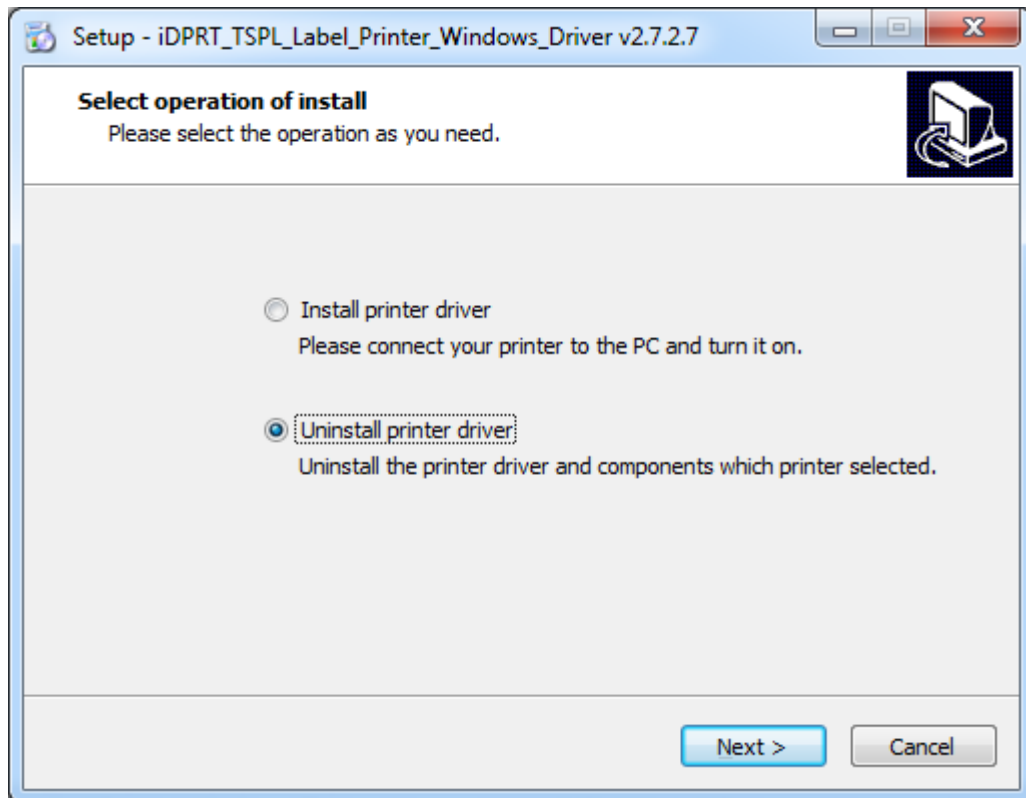 Setup - iDPRT_TSPL_Label_Printer_Windows_Driver v2.7.2.7
Select operation of install
Please select the operation as you need.
Install printer driver
Please connect your printer to the PC and turn it on.
Uninstall printer driver
Uninstall the printer driver and components which printer selected.
Next >
Cancel